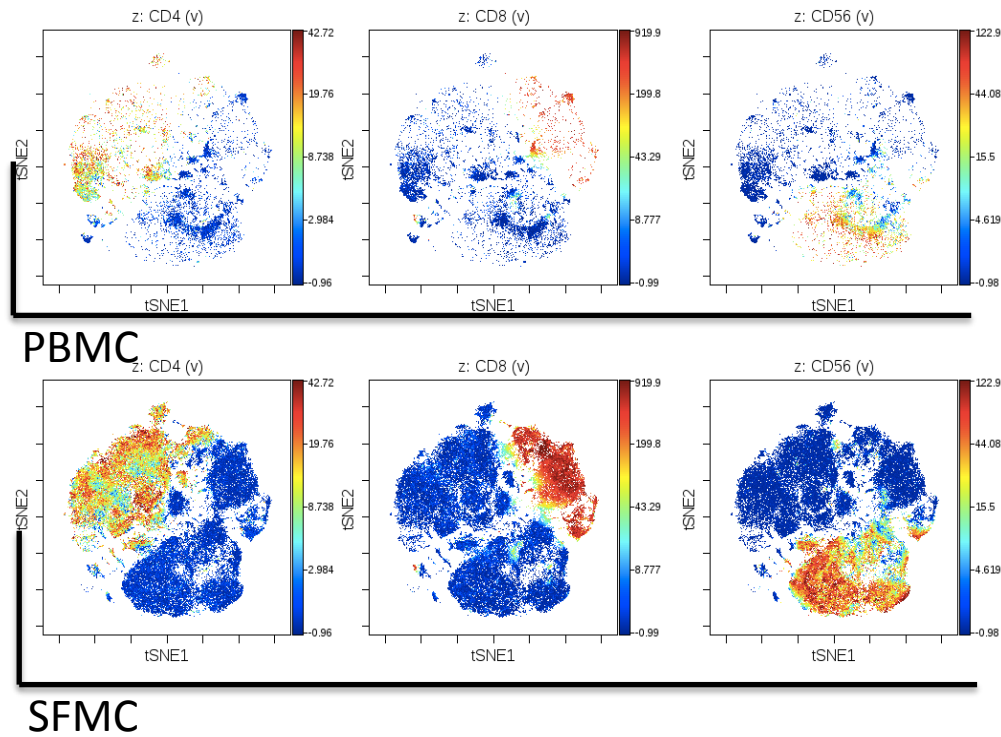 z: CD4 (v)
42.72
19.76
8.738
2.984
-0.96
tSNE2
tSNE1
z: CD8 (v)
919.9
199.8
43.29
8.777
-0.99
tSNE2
tSNE1
z: CD56 (v)
122.9
44.08
15.5
4.619
-0.98
tSNE2
tSNE1
PBMC
z: CD4 (v)
42.72
19.76
8.738
2.984
-0.96
tSNE2
tSNE1
z: CD8 (v)
919.9
199.8
43.29
8.777
-0.99
tSNE2
tSNE1
z: CD56 (v)
122.9
44.08
15.5
4.619
-0.98
tSNE2
tSNE1
SFMC